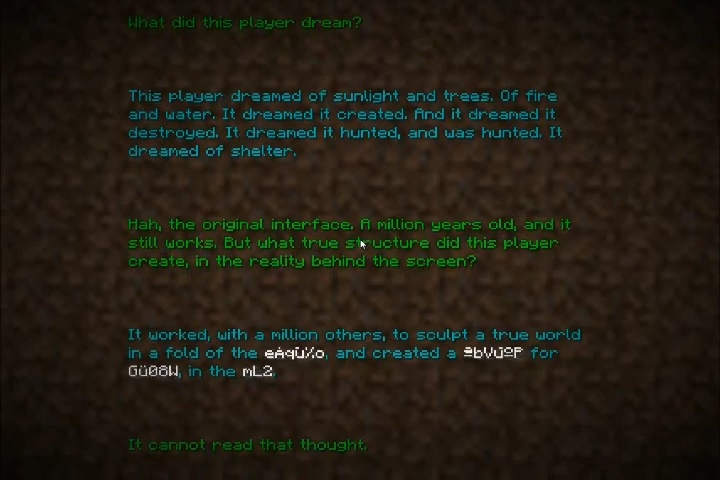 What did this player dream?
This player dreamed of sunlight and trees. Of fire
and water. It dreamed it created. And it dreamed it
destroyed. It dreamed it hunted, and was hunted. It
dreamed of shelter.
Hah, the original interface. A million years old, and it
still works. But what true structure did this player
create, in the reality behind the screen?
It worked, with a million others, to sculpt a true world
in a fold of the and created a for
in the mL2.
It cannot read that thought.